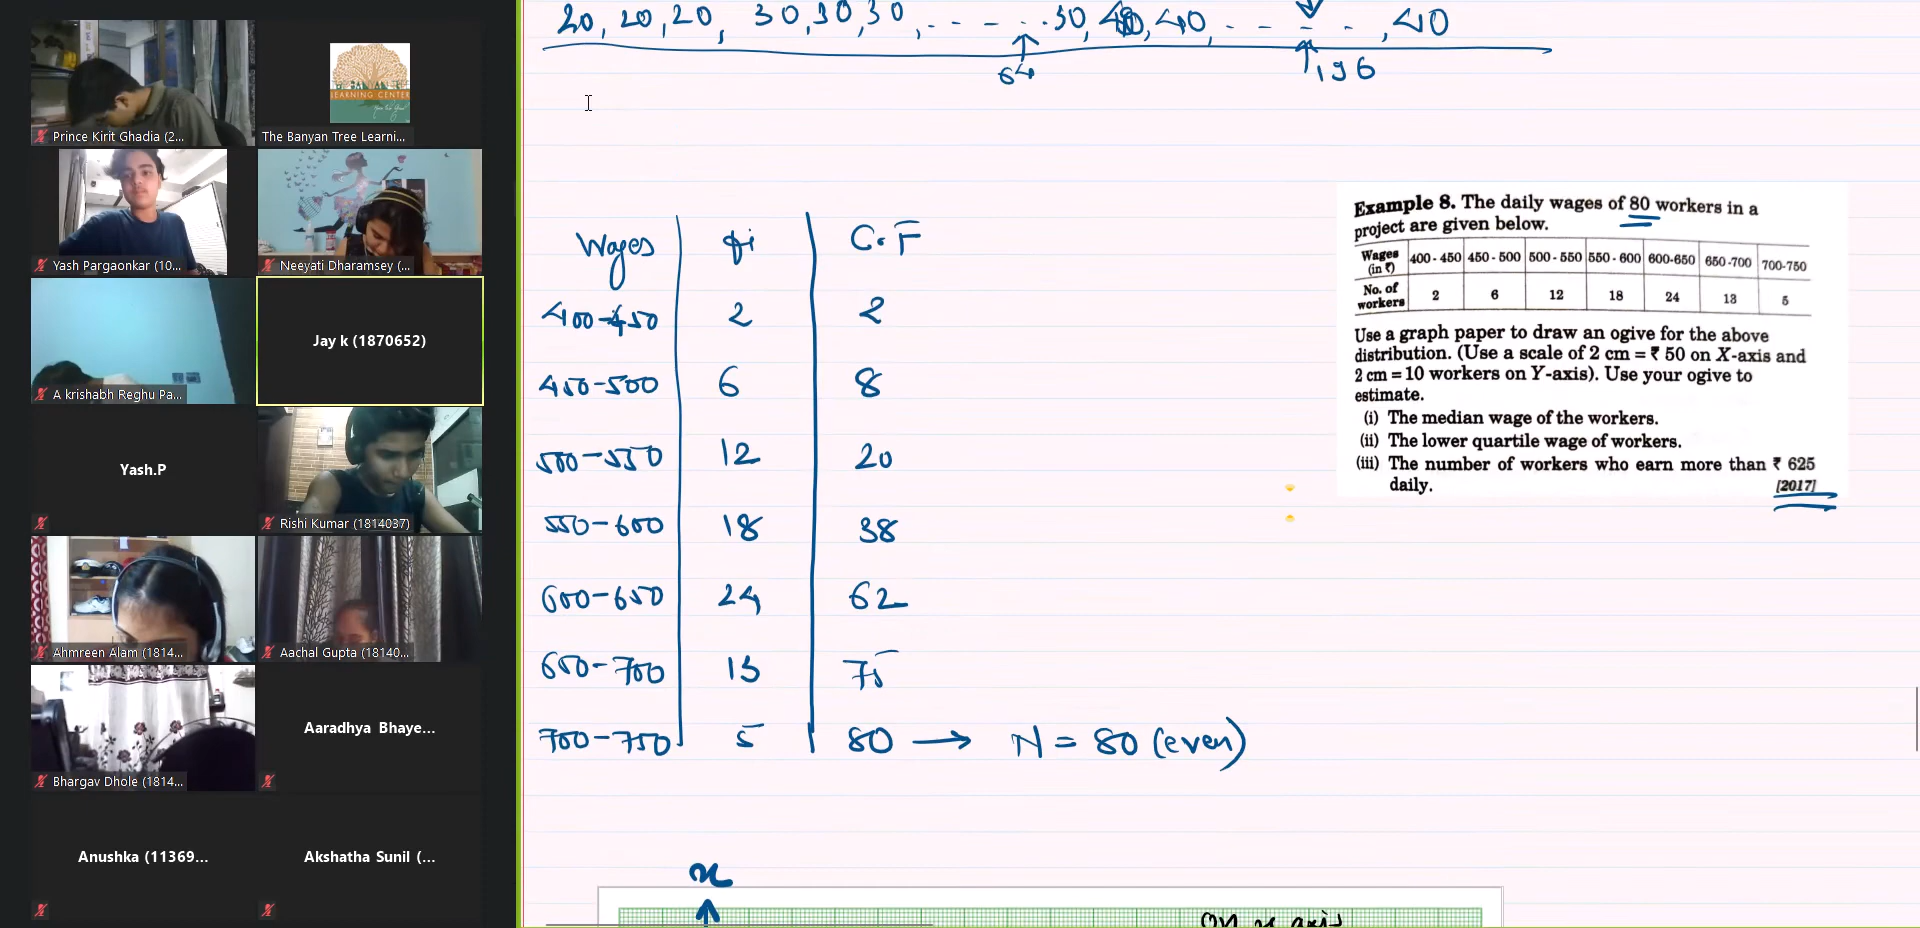 Prince Kirit Ghadia (2...
LEARNING CENTER
The Banyan Tree Learni...
Yash Pargaonkar (10...
Neeyati Dharamsey (...
A krishabh Reghu Pa...
Jay k (1870652)
Yash.P
Rishi Kumar (1814037)
Ahmreen Alam (1814...
Aachal Gupta (18140...
Bhargav Dhole (1814...
Aaradhya Bhaye...
Anushka (11369...
Akshatha Sunil (...
20, 20, 20, 30, 30, 30, ... 30, 40, 40, ... , 40
64 196
Wages fi C.F
400-450 2 2
450-500 6 8
500-550 12 20
550-600 18 38
600-650 24 62
650-700 13 75
700-750 5 80 → N = 80 (even)
Example 8. The daily wages of 80 workers in a
project are given below.
Wages (in ₹) 400 - 450 450 - 500 500 - 550 550 - 600 600-650 650 -700 700-750
No. of workers 2 6 12 18 24 13 5
Use a graph paper to draw an ogive for the above
distribution. (Use a scale of 2 cm = ₹ 50 on X-axis and
2 cm = 10 workers on Y-axis). Use your ogive to
estimate.
(i) The median wage of the workers.
(ii) The lower quartile wage of workers.
(iii) The number of workers who earn more than ₹ 625
daily. [2017]
x
on x axis